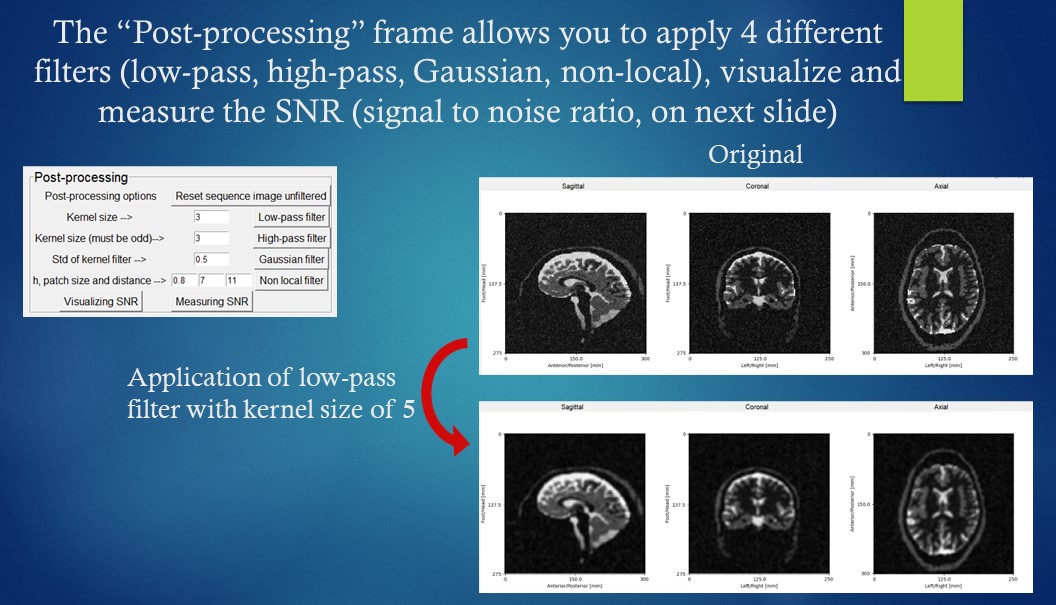 The “Post-processing” frame allows you to apply 4 different
filters (low-pass, high-pass, Gaussian, non-local), visualize and
measure the SNR (signal to noise ratio, on next slide)
Original
Post-processing
Post-processing options Reset sequence image unfiltered
Kernel size --> 3 Low-pass filter
Kernel size (must be odd)--> 3 High-pass filter
Std of kernel filter --> 0.5 Gaussian filter
h, patch size and distance --> 0.8 7 11 Non local filter
Visualizing SNR Measuring SNR
Sagittal Coronal Axial
0 0 0
Foot/Head [mm] Foot/Head [mm] Anterior/Posterior [mm]
137.5 137.5 150.0
275 275 300
0 150.0 300 0 125.0 250 0 125.0 250
Anterior/Posterior [mm] Left/Right [mm] Left/Right [mm]
Application of low-pass
filter with kernel size of 5
Sagittal Coronal Axial
0 0 0
Foot/Head [mm] Foot/Head [mm] Anterior/Posterior [mm]
137.5 137.5 150.0
275 275 300
0 150.0 300 0 125.0 250 0 125.0 250
Anterior/Posterior [mm] Left/Right [mm] Left/Right [mm]